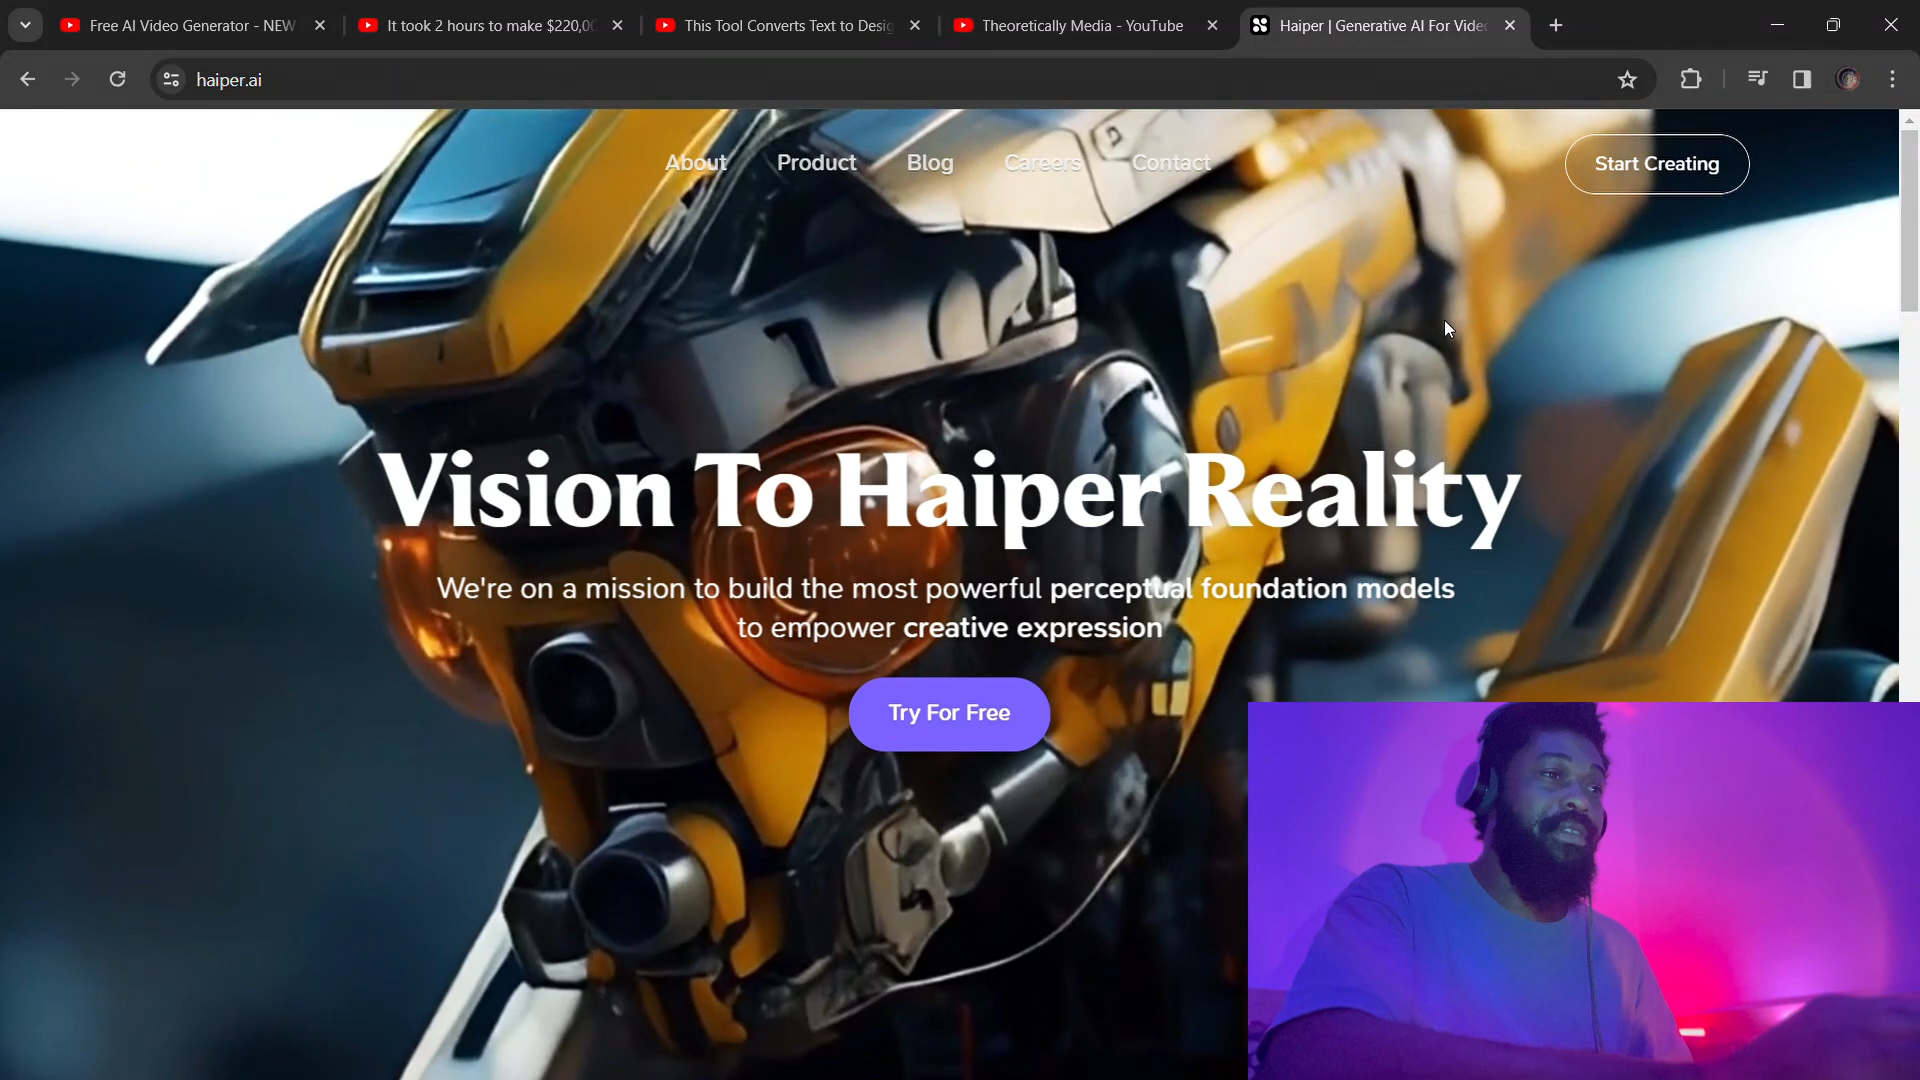 Free AI Video Generator - NEW
It took 2 hours to make $220,00
This Tool Converts Text to Desig
Theoretically Media - YouTube
Haiper | Generative AI For Vide
haiper.ai
About
Product
Blog
Careers
Contact
Start Creating
Vision To Haiper Reality
We're on a mission to build the most powerful perceptual foundation models
to empower creative expression
Try For Free